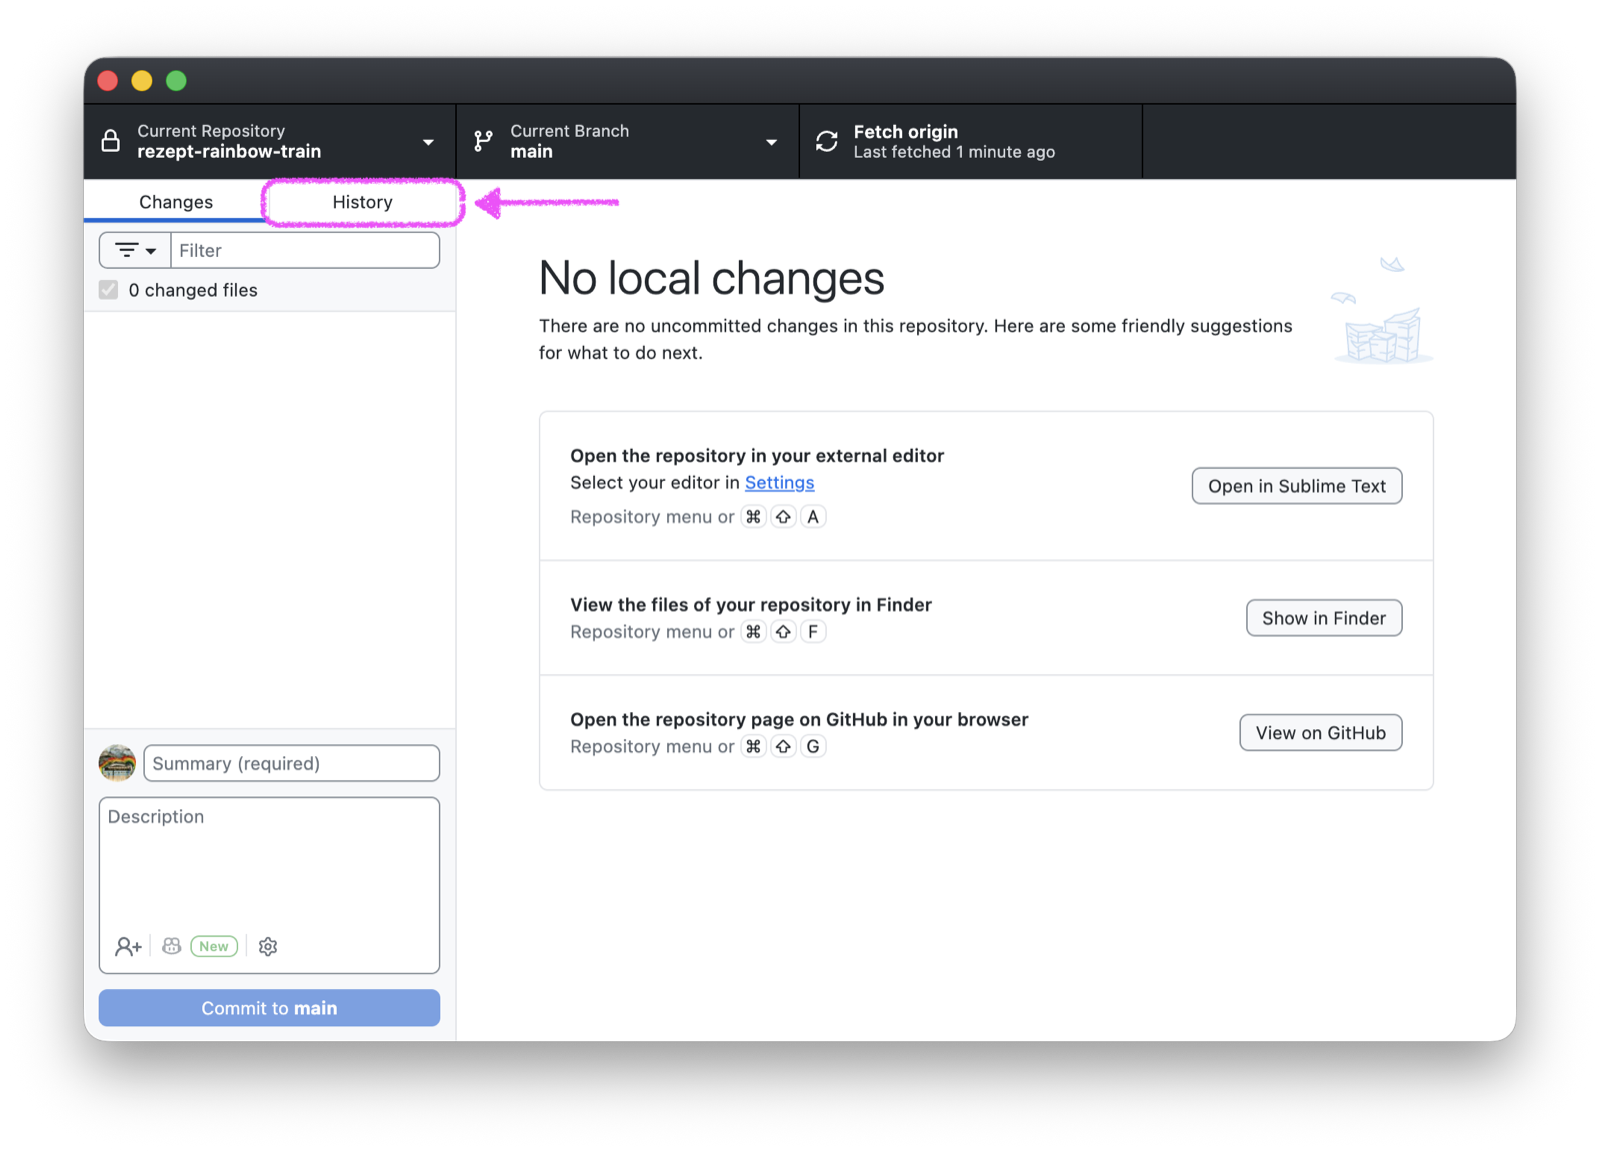 Current Repository
rezept-rainbow-train
Current Branch
main
Fetch origin
Last fetched 1 minute ago
Changes
History
Filter
0 changed files
No local changes
There are no uncommitted changes in this repository. Here are some friendly suggestions
for what to do next.
Open the repository in your external editor
Select your editor in Settings
Repository menu or ⌘ ⇧ A
Open in Sublime Text
View the files of your repository in Finder
Repository menu or ⌘ ⇧ F
Show in Finder
Open the repository page on GitHub in your browser
Repository menu or ⌘ ⇧ G
View on GitHub
Summary (required)
Description
New
Commit to main